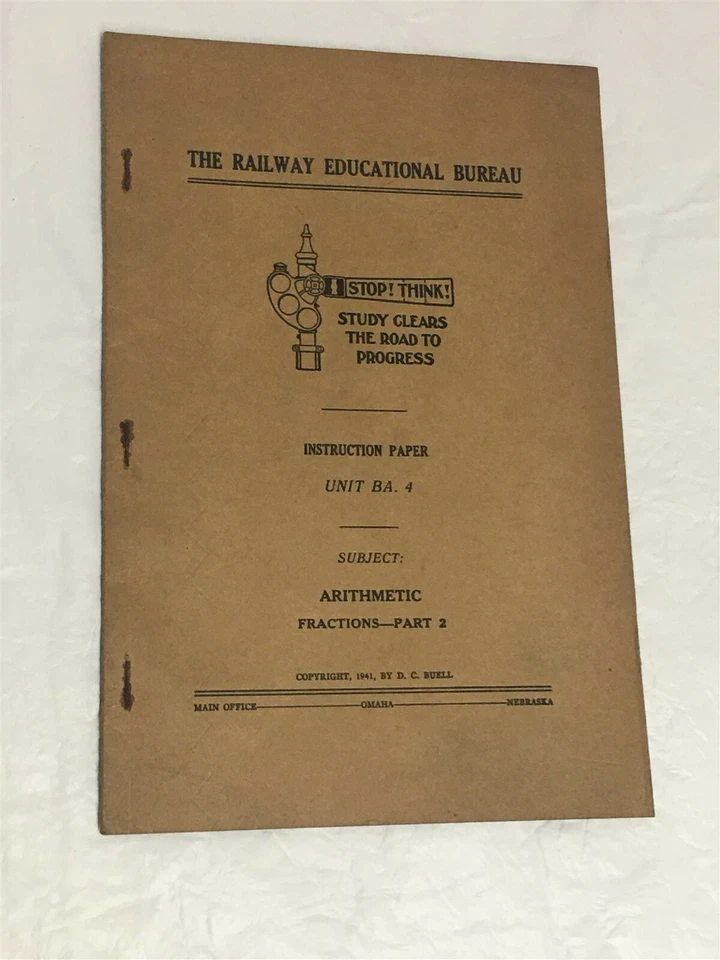 THE RAILWAY EDUCATIONAL BUREAU
STOP! THINK!
STUDY CLEARS
THE ROAD TO
PROGRESS
INSTRUCTION PAPER
UNIT BA. 4
SUBJECT:
ARITHMETIC
FRACTIONS—PART 2
COPYRIGHT, 1941, BY D. C. BUELL
MAIN OFFICE—OMAHA—NEBRASKA